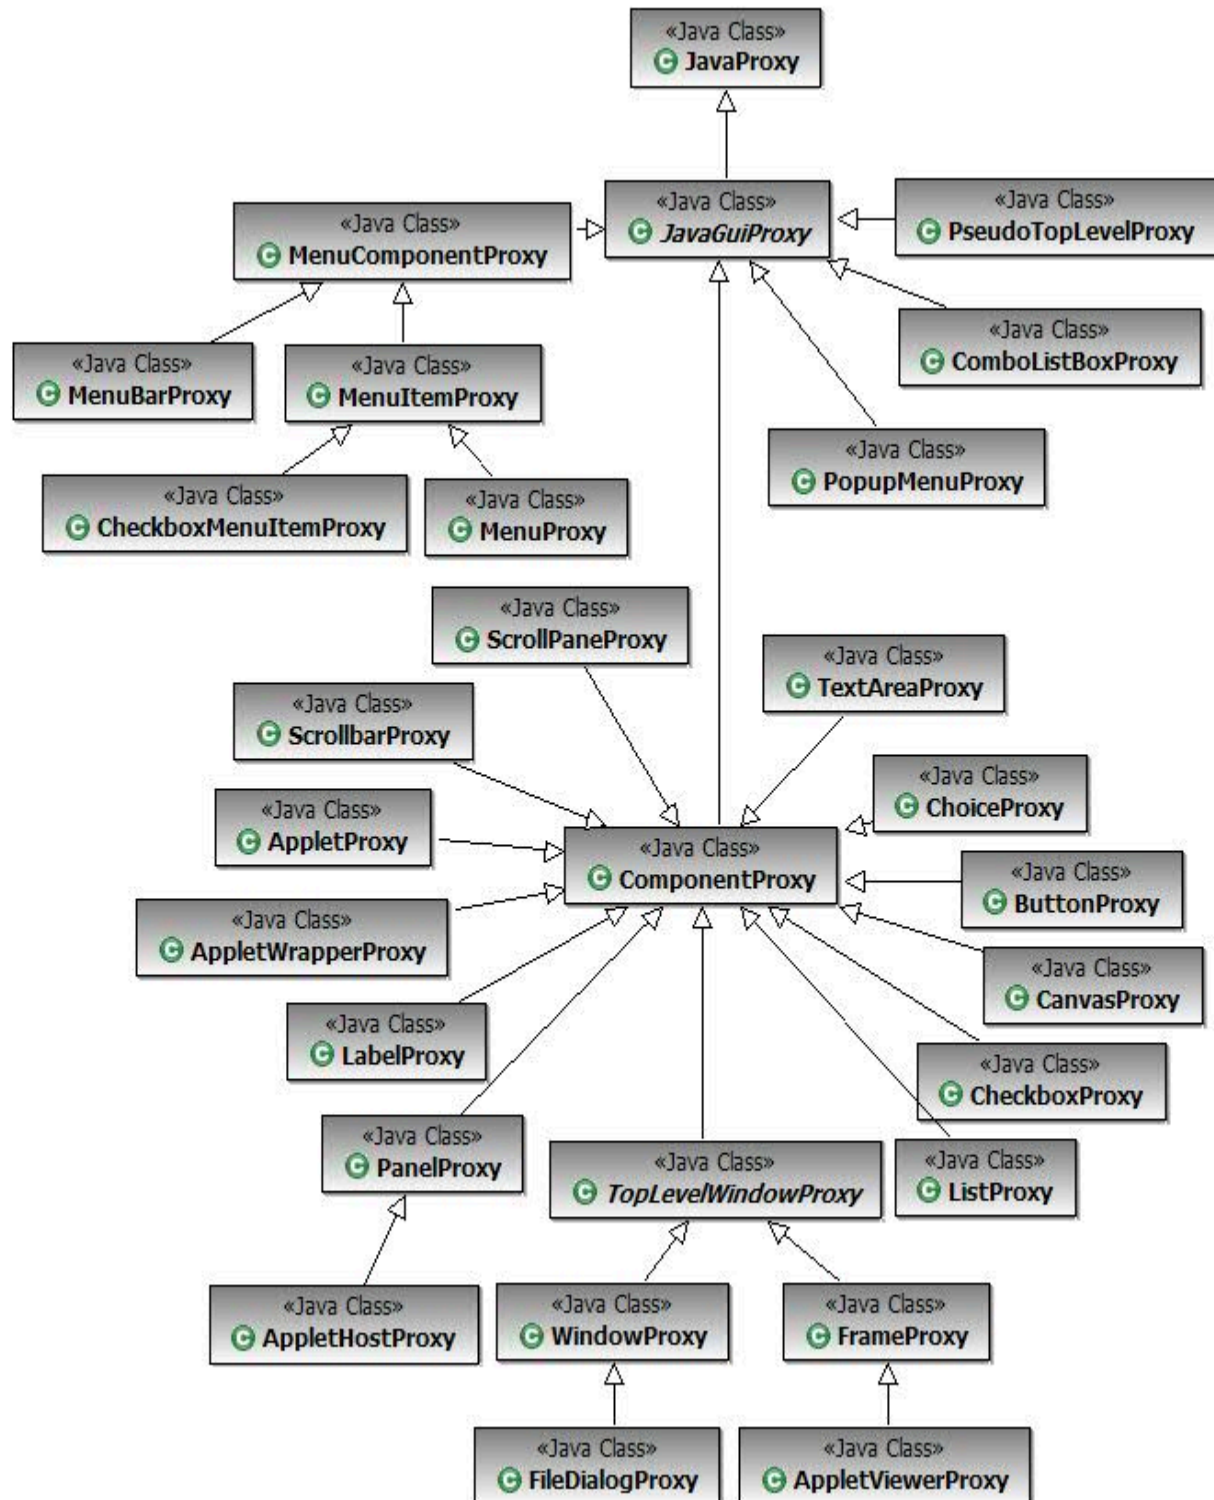 «Java Class»
C JavaProxy
«Java Class»
C JavaGuiProxy
«Java Class»
C PseudoTopLevelProxy
«Java Class»
C MenuComponentProxy
«Java Class»
C ComboListBoxProxy
«Java Class»
C MenuBarProxy
«Java Class»
C MenuItemProxy
«Java Class»
C PopupMenuProxy
«Java Class»
C CheckboxMenuItemProxy
«Java Class»
C MenuProxy
«Java Class»
C ScrollPaneProxy
«Java Class»
C TextAreaProxy
«Java Class»
C ScrollbarProxy
«Java Class»
C ChoiceProxy
«Java Class»
C AppletProxy
«Java Class»
C ComponentProxy
«Java Class»
C ButtonProxy
«Java Class»
C AppletWrapperProxy
«Java Class»
C CanvasProxy
«Java Class»
C LabelProxy
«Java Class»
C CheckboxProxy
«Java Class»
C PanelProxy
«Java Class»
C TopLevelWindowProxy
«Java Class»
C ListProxy
«Java Class»
C AppletHostProxy
«Java Class»
C WindowProxy
«Java Class»
C FrameProxy
«Java Class»
C FileDialogProxy
«Java Class»
C AppletViewerProxy